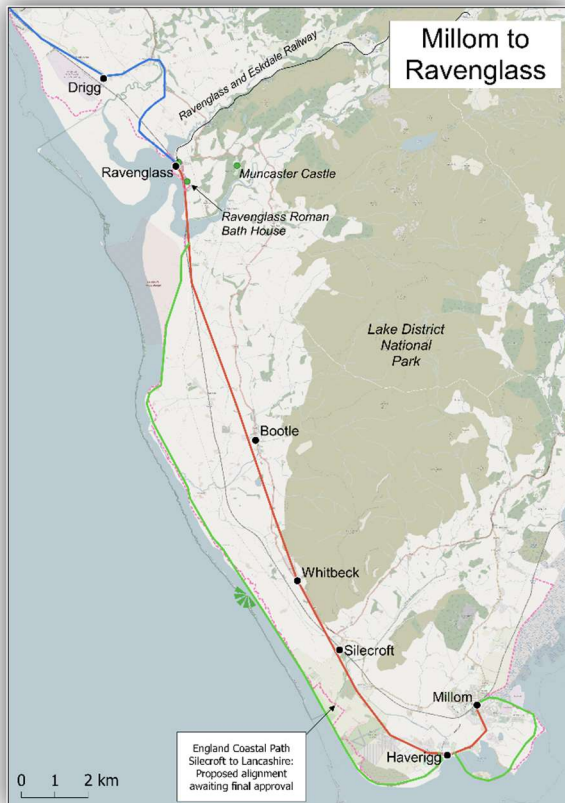 Millom to
Ravenglass
Ravenglass and Eskdale Railway
Drigg
Ravenglass
Muncaster Castle
Ravenglass Roman
Bath House
Lake District
National
Park
Bootle
Whitbeck
Silecroft
Millom
England Coastal Path
Silecroft to Lancashire:
Proposed alignment
awaiting final approval
Haverigg
0 1 2 km